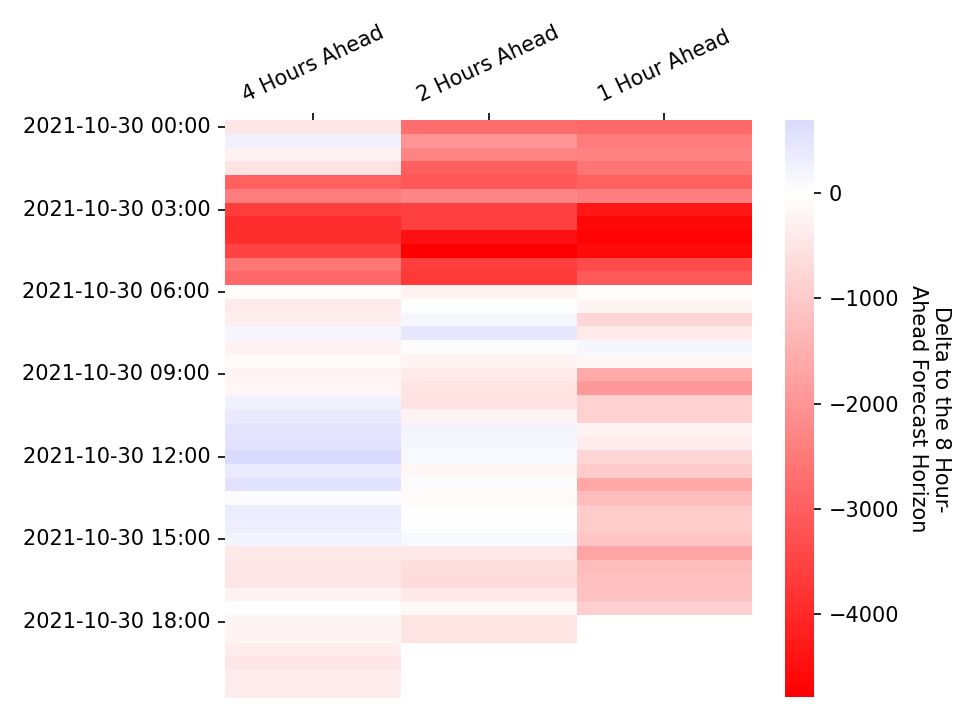 4 Hours Ahead
2 Hours Ahead
1 Hour Ahead
2021-10-30 00:00
2021-10-30 03:00
2021-10-30 06:00
2021-10-30 09:00
2021-10-30 12:00
2021-10-30 15:00
2021-10-30 18:00
0
−1000
−2000
−3000
−4000
Delta to the 8 Hour-
Ahead Forecast Horizon